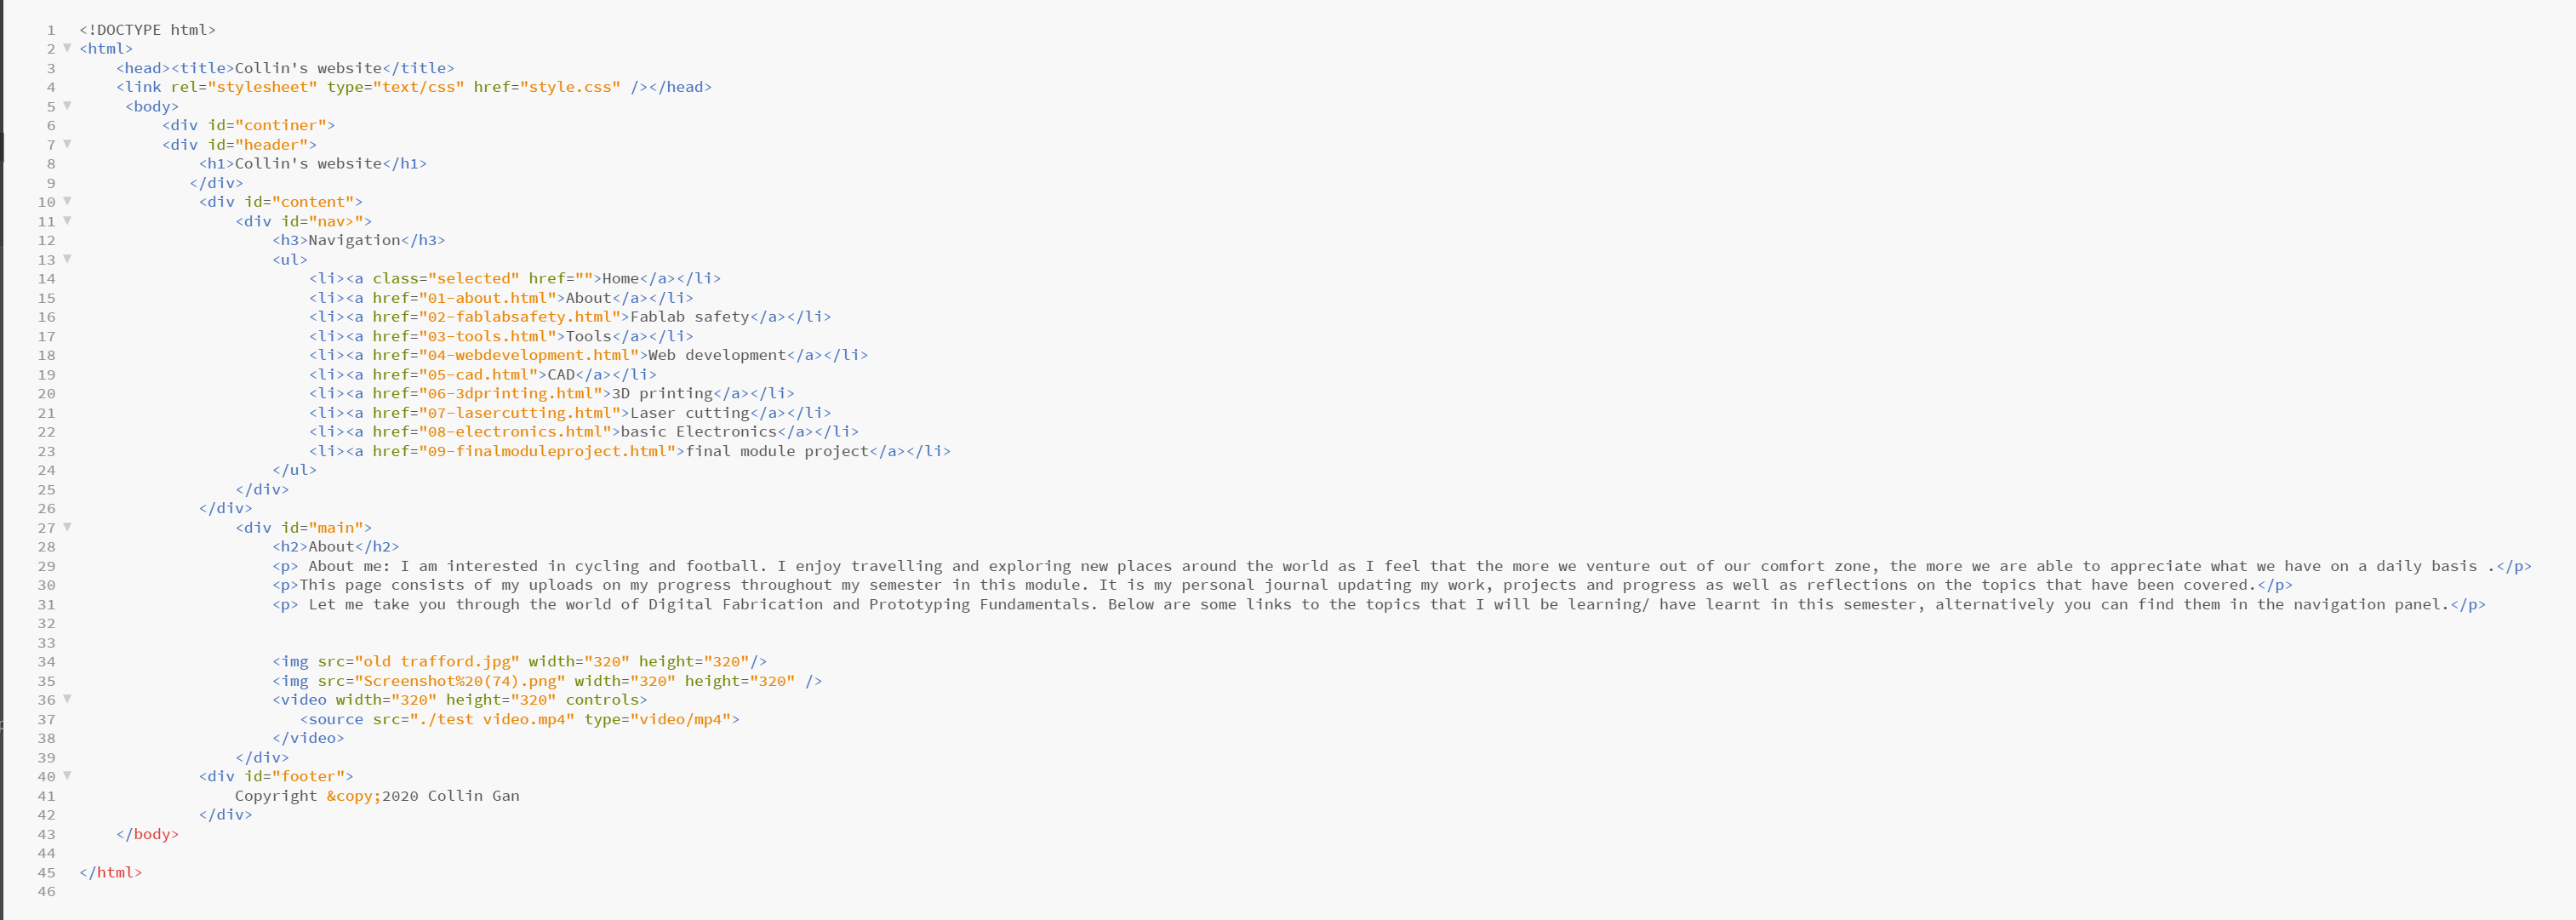 1 <!DOCTYPE html>
2 <html>
3 <head><title>Collin's website</title>
4 <link rel="stylesheet" type="text/css" href="style.css" /></head>
5 <body>
6 <div id="continer">
7 <div id="header">
8 <h1>Collin's website</h1>
9 </div>
10 <div id="content">
11 <div id="nav>">
12 <h3>Navigation</h3>
13 <ul>
14 <li><a class="selected" href="">Home</a></li>
15 <li><a href="01-about.html">About</a></li>
16 <li><a href="02-fablabsafety.html">Fablab safety</a></li>
17 <li><a href="03-tools.html">Tools</a></li>
18 <li><a href="04-webdevelopment.html">Web development</a></li>
19 <li><a href="05-cad.html">CAD</a></li>
20 <li><a href="06-3dprinting.html">3D printing</a></li>
21 <li><a href="07-lasercutting.html">Laser cutting</a></li>
22 <li><a href="08-electronics.html">basic Electronics</a></li>
23 <li><a href="09-finalmoduleproject.html">final module project</a></li>
24 </ul>
25 </div>
26 </div>
27 <div id="main">
28 <h2>About</h2>
29 <p> About me: I am interested in cycling and football. I enjoy travelling and exploring new places around the world as I feel that the more we venture out of our comfort zone, the more we are able to appreciate what we have on a daily basis .</p>
30 <p>This page consists of my uploads on my progress throughout my semester in this module. It is my personal journal updating my work, projects and progress as well as reflections on the topics that have been covered.</p>
31 <p> Let me take you through the world of Digital Fabrication and Prototyping Fundamentals. Below are some links to the topics that I will be learning/ have learnt in this semester, alternatively you can find them in the navigation panel.</p>
32
33
34 <img src="old trafford.jpg" width="320" height="320"/>
35 <img src="Screenshot%20(74).png" width="320" height="320" />
36 <video width="320" height="320" controls>
37 <source src="./test video.mp4" type="video/mp4">
38 </video>
39 </div>
40 <div id="footer">
41 Copyright &copy;2020 Collin Gan
42 </div>
43 </body>
44
45 </html>
46